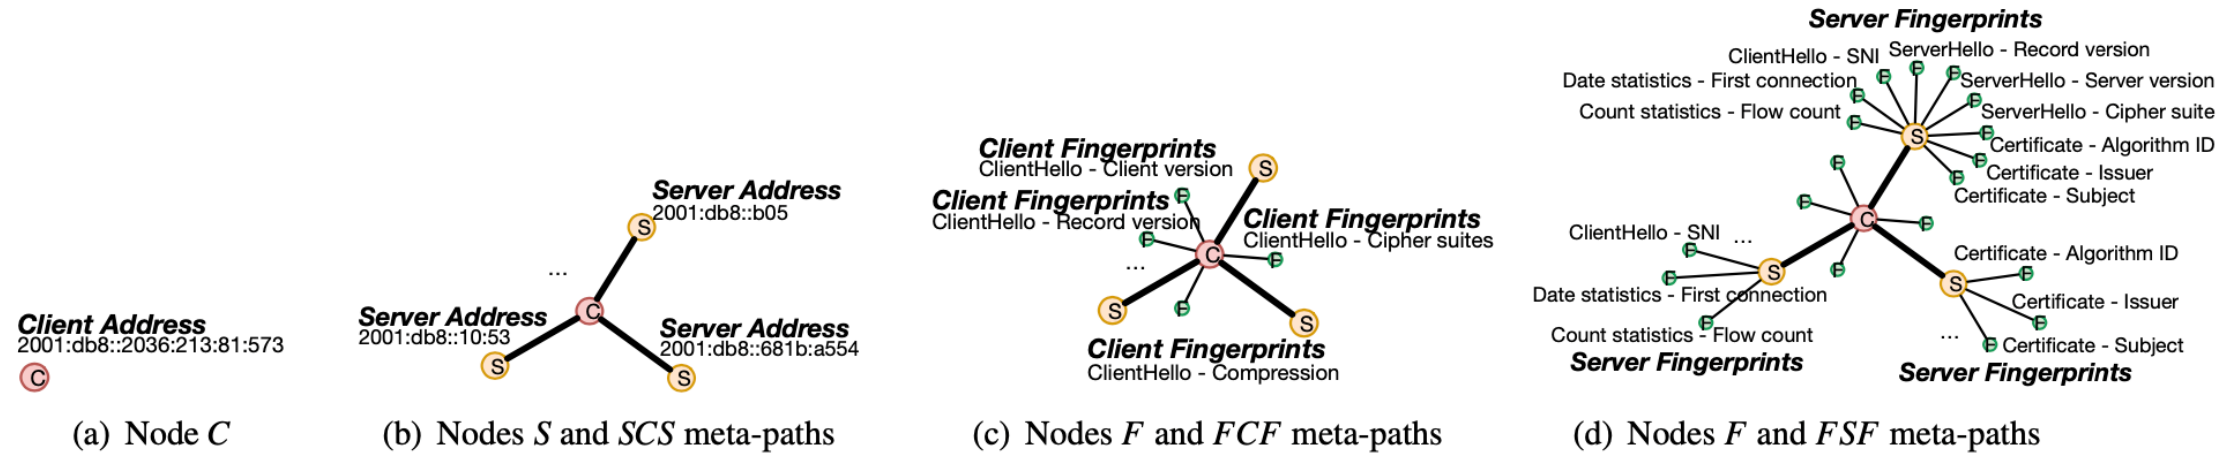 Client Address
2001:db8::2036:213:81:573
C
(a) Node C
Server Address
2001:db8::b05
S
...
C
Server Address
2001:db8::10:53
S
Server Address
2001:db8::681b:a554
S
(b) Nodes S and SCS meta-paths
Client Fingerprints
ClientHello - Client version
S
Client Fingerprints
F
ClientHello - Record version
Client Fingerprints
ClientHello - Cipher suites
F
C
F
...
S
F
S
Client Fingerprints
ClientHello - Compression
(c) Nodes F and FCF meta-paths
Server Fingerprints
ClientHello - SNI
F
ServerHello - Record version
F
Date statistics - First connection
F
F
ServerHello - Server version
Count statistics - Flow count
F
F
ServerHello - Cipher suite
S
F
Certificate - Algorithm ID
F
Certificate - Issuer
F
Certificate - Subject
F
F
C
F
F
ClientHello - SNI
...
F
S
F
Date statistics - First connection
F
Count statistics - Flow count
Server Fingerprints
Certificate - Algorithm ID
S
F
Certificate - Issuer
F
...
F
Certificate - Subject
Server Fingerprints
(d) Nodes F and FSF meta-paths